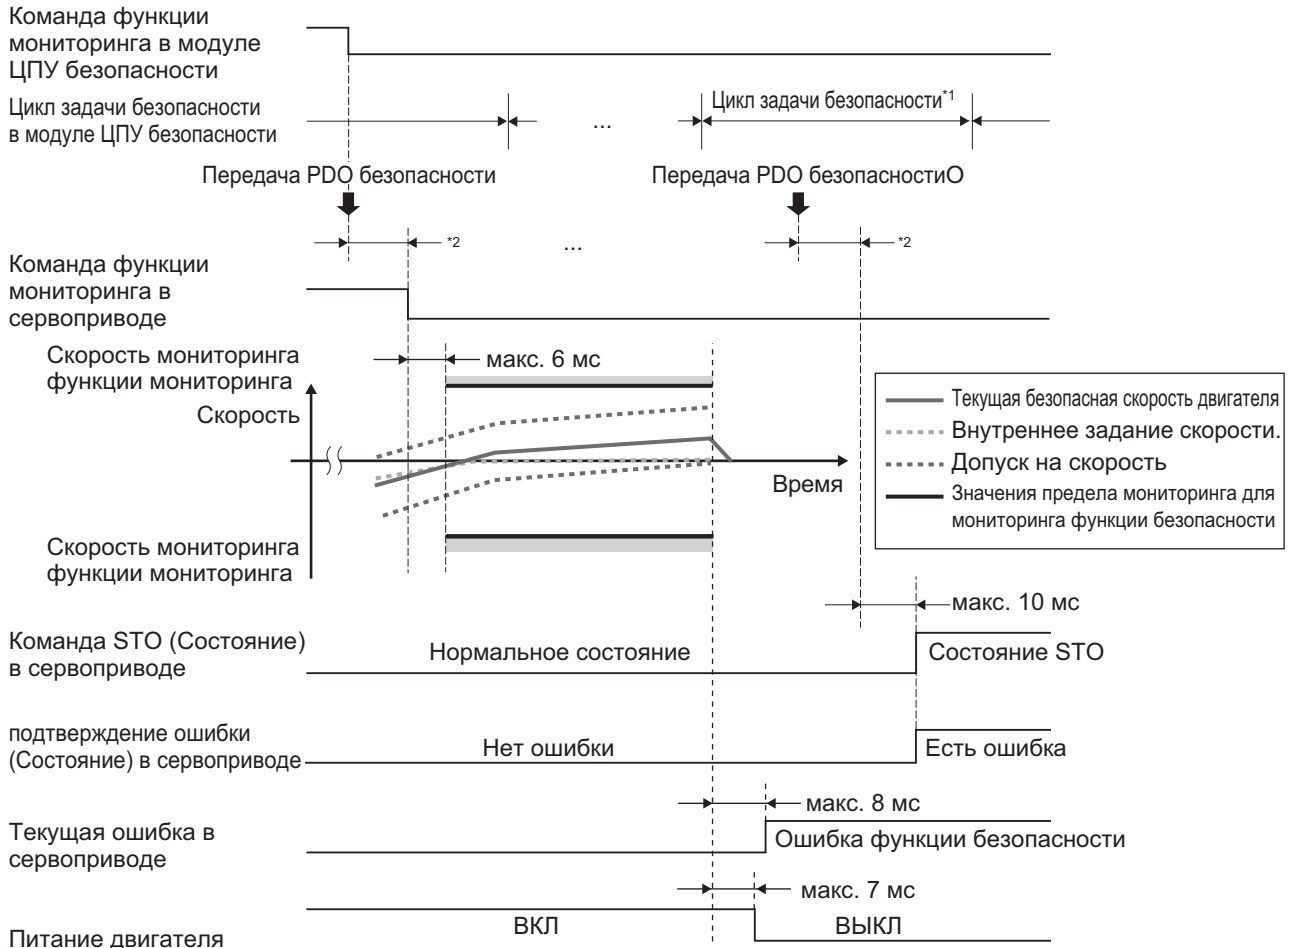 Команда функции
мониторинга в модуле
ЦПУ безопасности
Цикл задачи безопасности
в модуле ЦПУ безопасности
...
Цикл задачи безопасности*1
Передача PDO безопасности
Передача PDO безопасностиO
*2
...
*2
Команда функции
мониторинга в
сервоприводе
Скорость мониторинга
функции мониторинга
макс. 6 мс
Скорость
Время
Текущая безопасная скорость двигателя
Внутреннее задание скорости.
Допуск на скорость
Значения предела мониторинга для
мониторинга функции безопасности
Скорость мониторинга
функции мониторинга
макс. 10 мс
Команда STO (Состояние)
в сервоприводе
Нормальное состояние
Состояние STO
подтверждение ошибки
(Состояние) в сервоприводе
Нет ошибки
Есть ошибка
макс. 8 мс
Текущая ошибка в
сервоприводе
Ошибка функции безопасности
макс. 7 мс
Питание двигателя
ВКЛ
ВЫКЛ